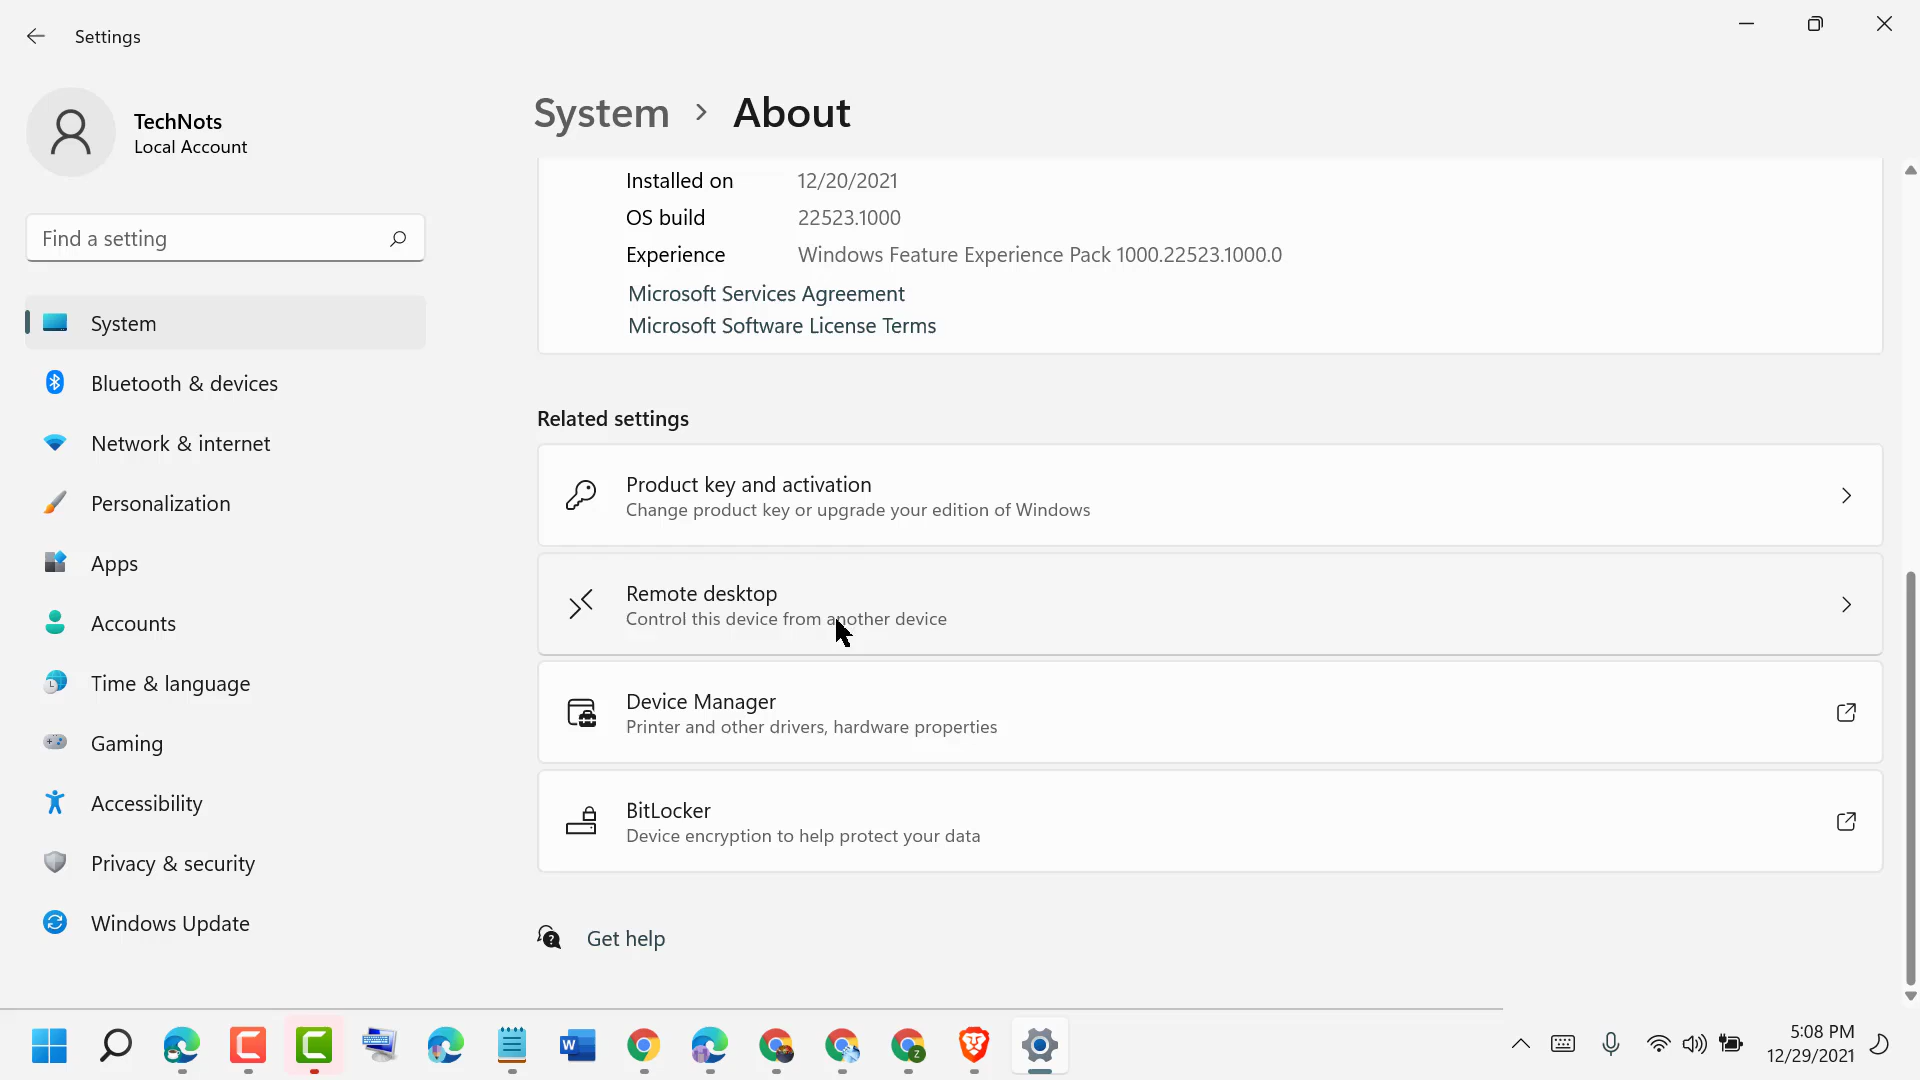 Settings
TechNots
Local Account
Find a setting
System
Bluetooth & devices
Network & internet
Personalization
Apps
Accounts
Time & language
Gaming
Accessibility
Privacy & security
Windows Update
System > About
Installed on 12/20/2021
OS build 22523.1000
Experience Windows Feature Experience Pack 1000.22523.1000.0
Microsoft Services Agreement
Microsoft Software License Terms
Related settings
Product key and activation
Change product key or upgrade your edition of Windows
Remote desktop
Control this device from another device
Device Manager
Printer and other drivers, hardware properties
BitLocker
Device encryption to help protect your data
Get help
5:08 PM
12/29/2021